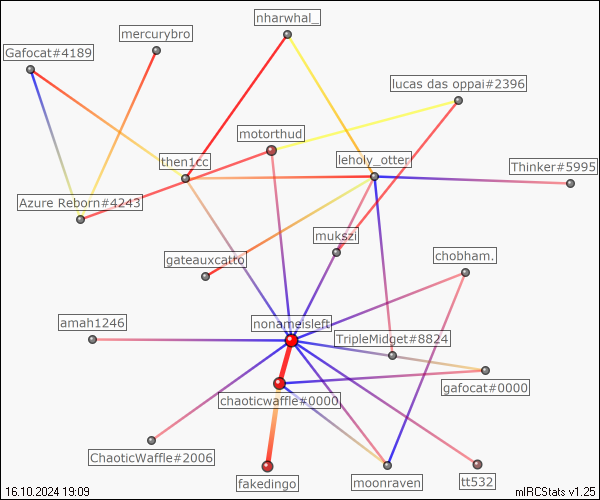 nharwhal_
mercurybro
Gafocat#4189
lucas das oppai#2396
motorthud
then1cc
leholy_otter
Thinker#5995
Azure Reborn#4243
mukszi
gateauxcatto
chobham.
nonameisleft
amah1246
TripleMidget#8824
gafocat#0000
chaoticwaffle#0000
ChaoticWaffle#2006
fakedingo
moonraven
tt532
16.10.2024 19:09
mIRCStats v1.25